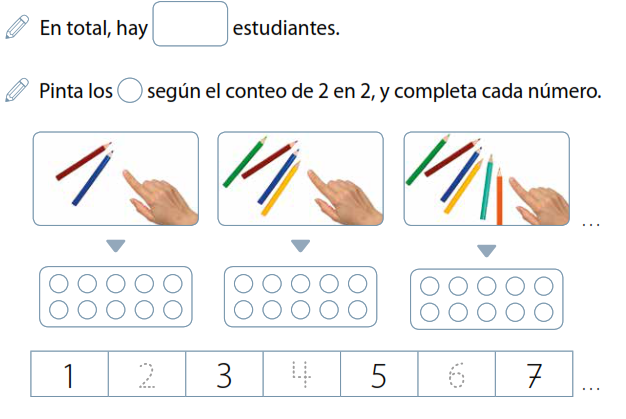 En total, hay estudiantes.
Pinta los según el conteo de 2 en 2, y completa cada número.
...
1 2 3 4 5 6 7 ...